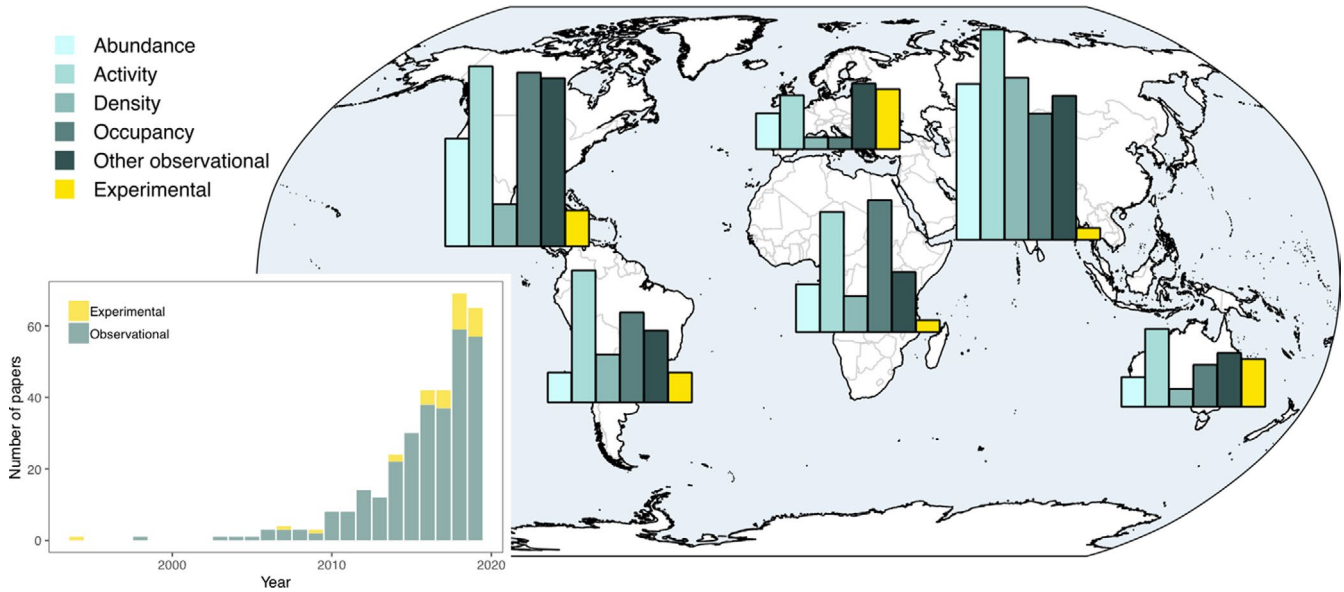 Abundance
Activity
Density
Occupancy
Other observational
Experimental
Experimental
Observational
Number of papers
60
40
20
0
2000
2010
2020
Year